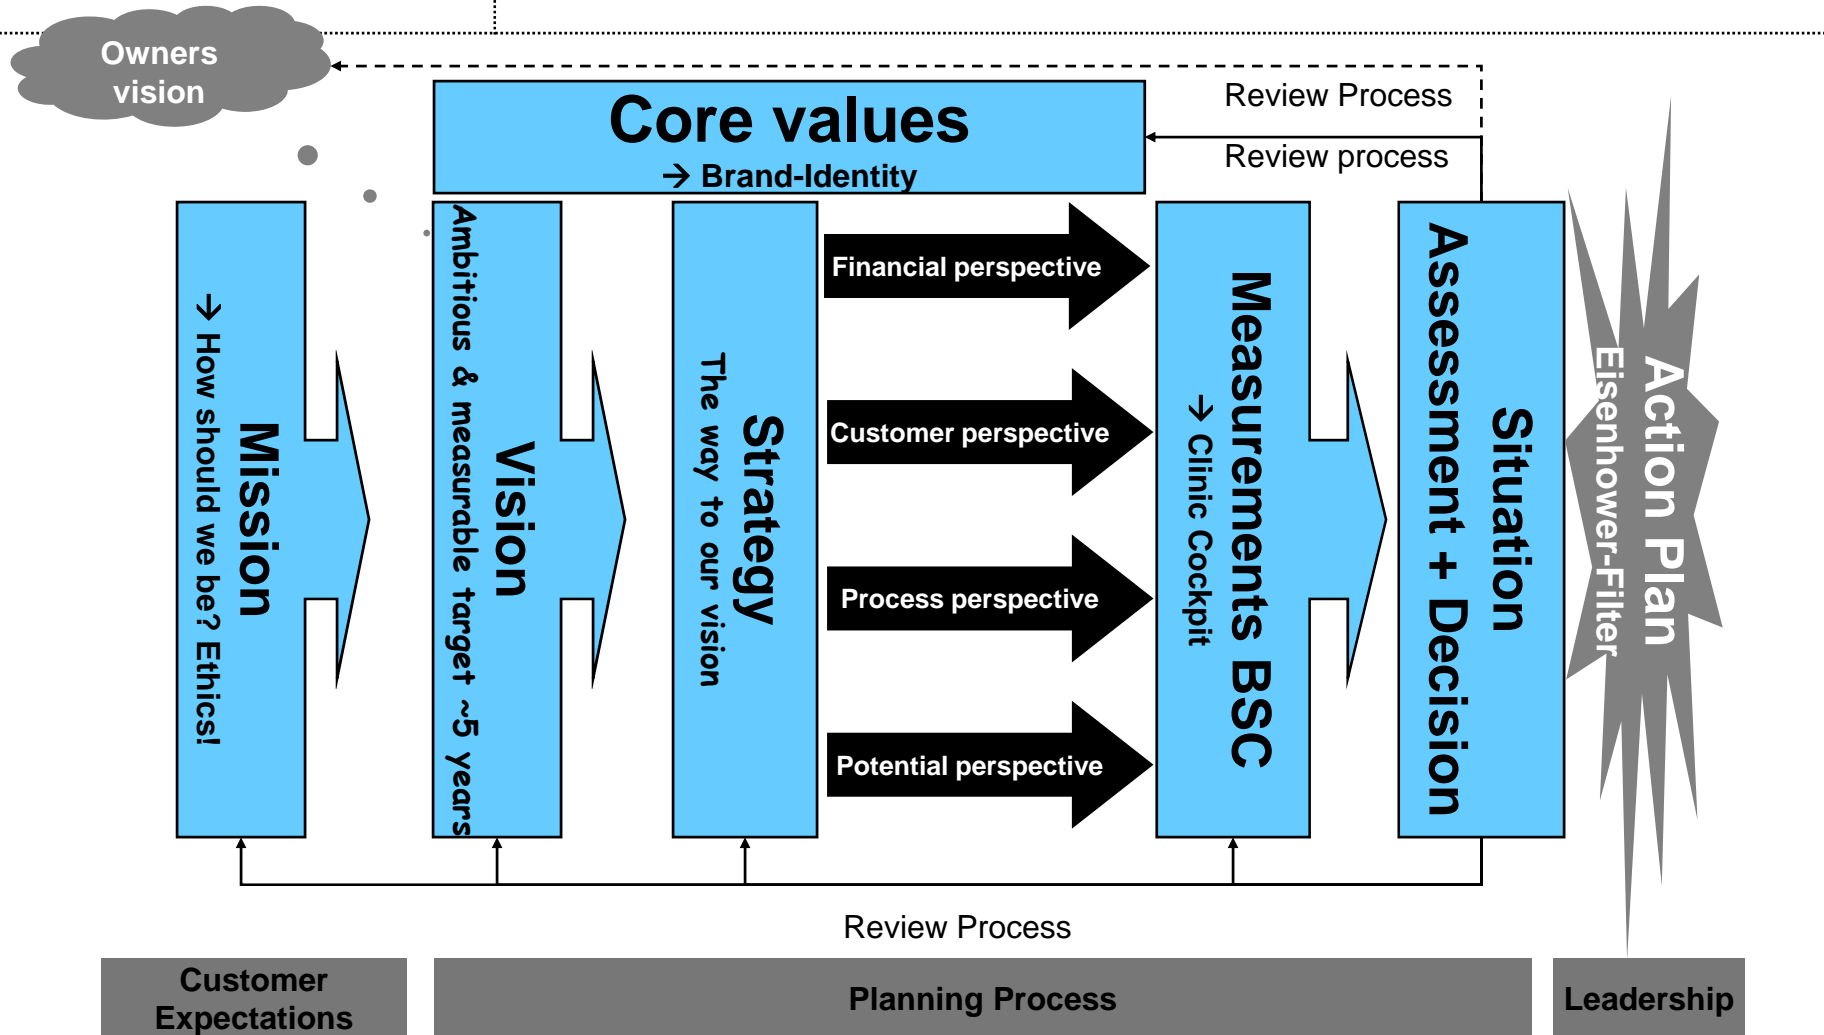 Owners
vision
Core values
→ Brand-Identity
Review Process
Review process
Mission
→ How should we be? Ethics!
Vision
Ambitious & measurable target ~5 years
Strategy
The way to our vision
Financial perspective
Customer perspective
Process perspective
Potential perspective
Measurements BSC
→ Clinic Cockpit
Situation
Assessment + Decision
Action Plan
Eisenhower-Filter
Review Process
Customer
Expectations
Planning Process
Leadership